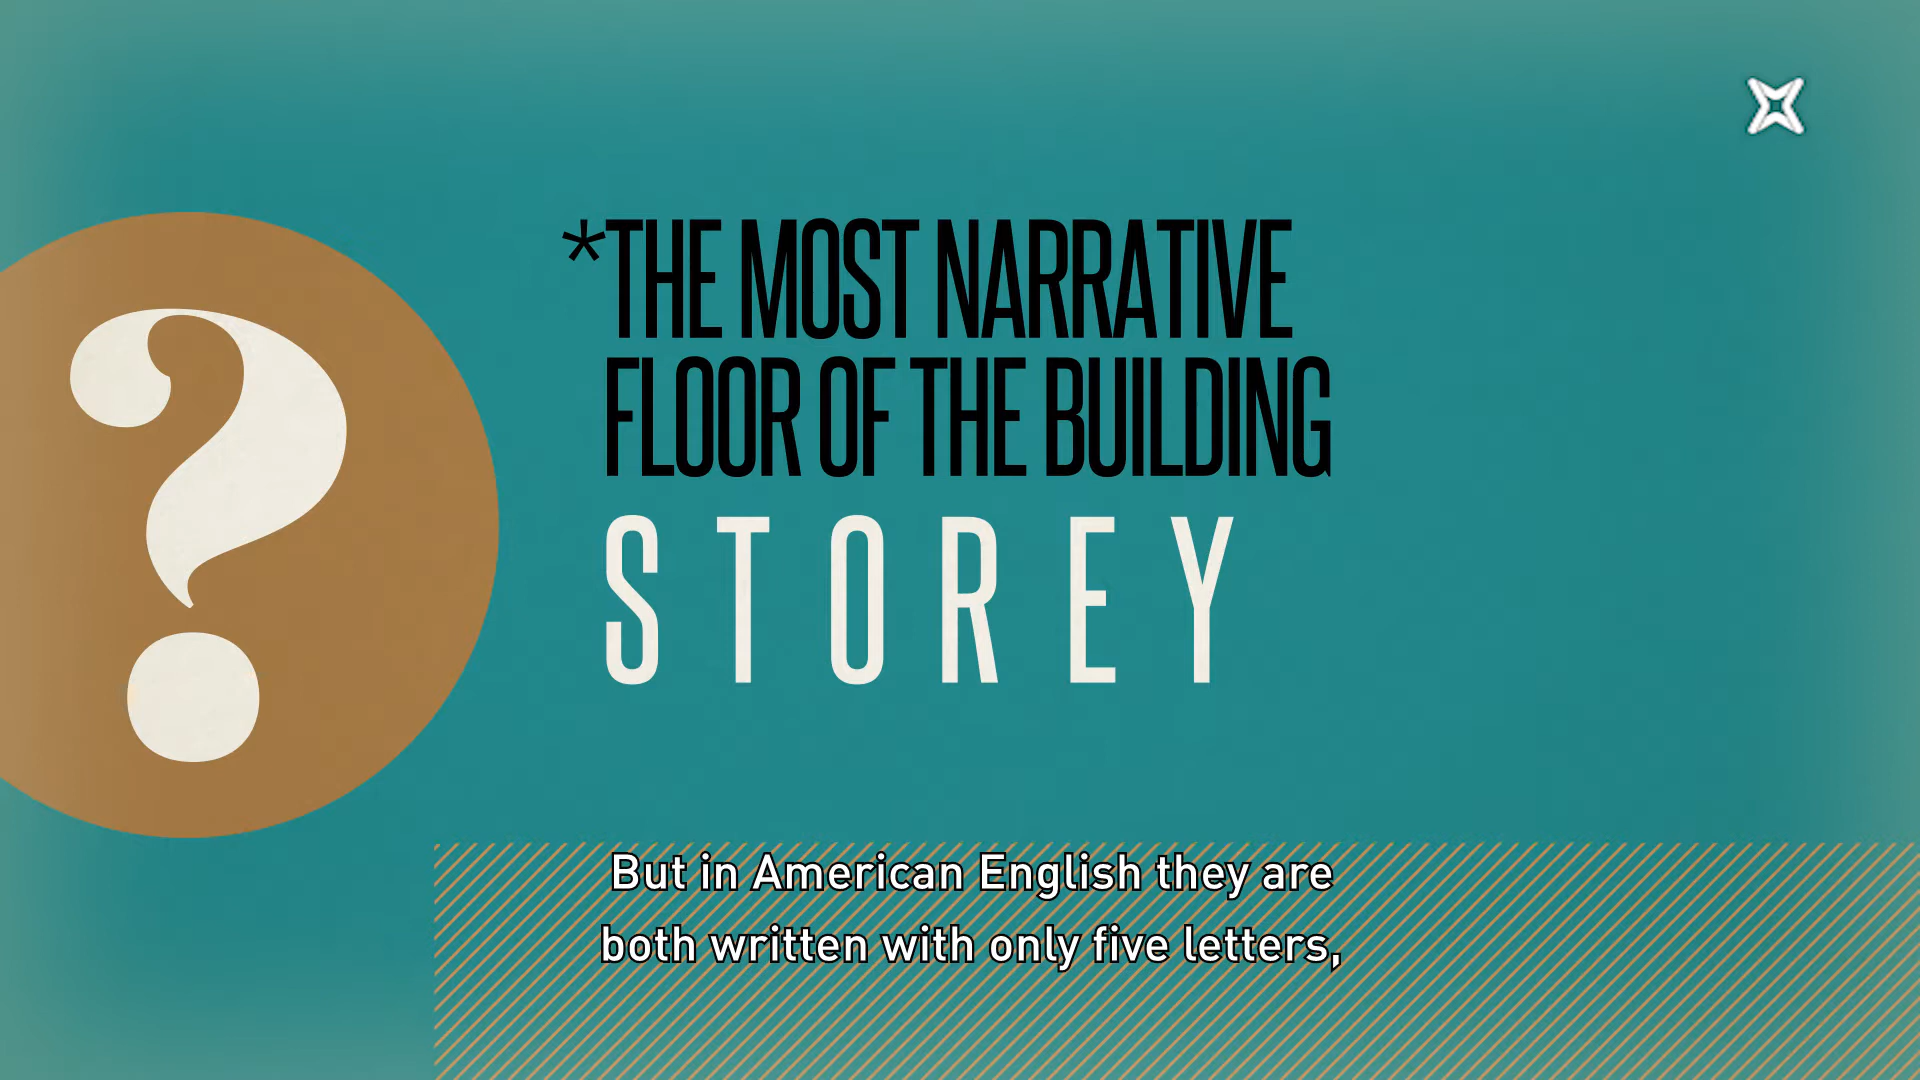 *THE MOST NARRATIVE
FLOOR OF THE BUILDING
STOREY
But in American English they are
both written with only five letters,
?